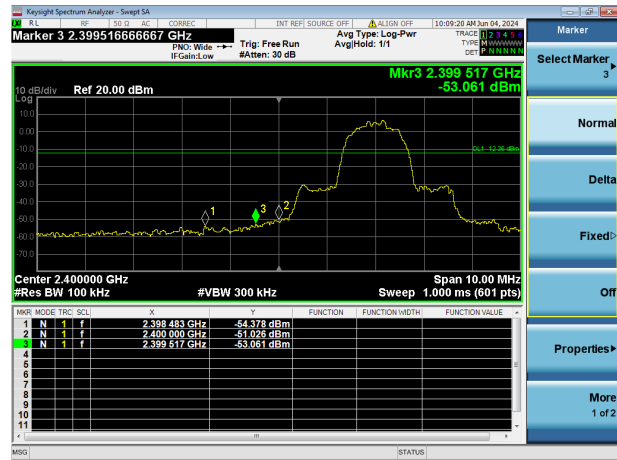 Keysight Spectrum Analyzer - Swept SA
LXI RL RF 50 Ω AC CORREC INT REF SOURCE OFF ALIGN OFF 10:09:20 AM Jun 04, 2024
Marker 3 2.399516666667 GHz
PNO: Wide
IFGain:Low
Trig: Free Run
#Atten: 30 dB
Avg Type: Log-Pwr
Avg|Hold: 1/1
TRACE 1 2 3 4 5 6
TYPE M W W W W W
DET P N N N N N
Mkr3 2.399 517 GHz
-53.061 dBm
10 dB/div Ref 20.00 dBm
Log
10.0
0.00
-10.0
DL1 -12.36 dBm
-20.0
-30.0
-40.0
-50.0
-60.0
-70.0
1
3
2
Center 2.400000 GHz Span 10.00 MHz
#Res BW 100 kHz #VBW 300 kHz Sweep 1.000 ms (601 pts)
MKR MODE TRC SCL X Y FUNCTION FUNCTION WIDTH FUNCTION VALUE
1 N 1 f 2.398 483 GHz -54.378 dBm
2 N 1 f 2.400 000 GHz -51.026 dBm
3 N 1 f 2.399 517 GHz -53.061 dBm
4
5
6
7
8
9
10
11
MSG STATUS
Marker
Select Marker
3
Normal
Delta
Fixed
Off
Properties
More
1 of 2